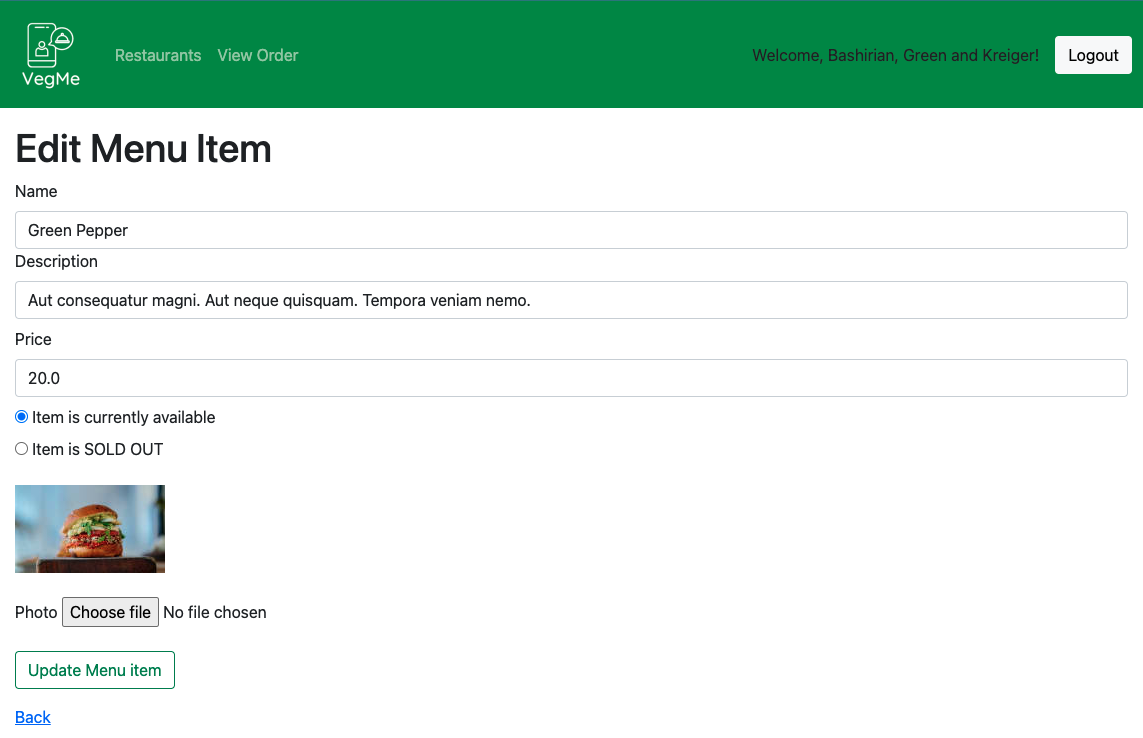 VegMe
Restaurants View Order
Welcome, Bashirian, Green and Kreiger!
Logout
Edit Menu Item
Name
Green Pepper
Description
Aut consequatur magni. Aut neque quisquam. Tempora veniam nemo.
Price
20.0
Item is currently available
Item is SOLD OUT
Photo Choose file No file chosen
Update Menu item
Back